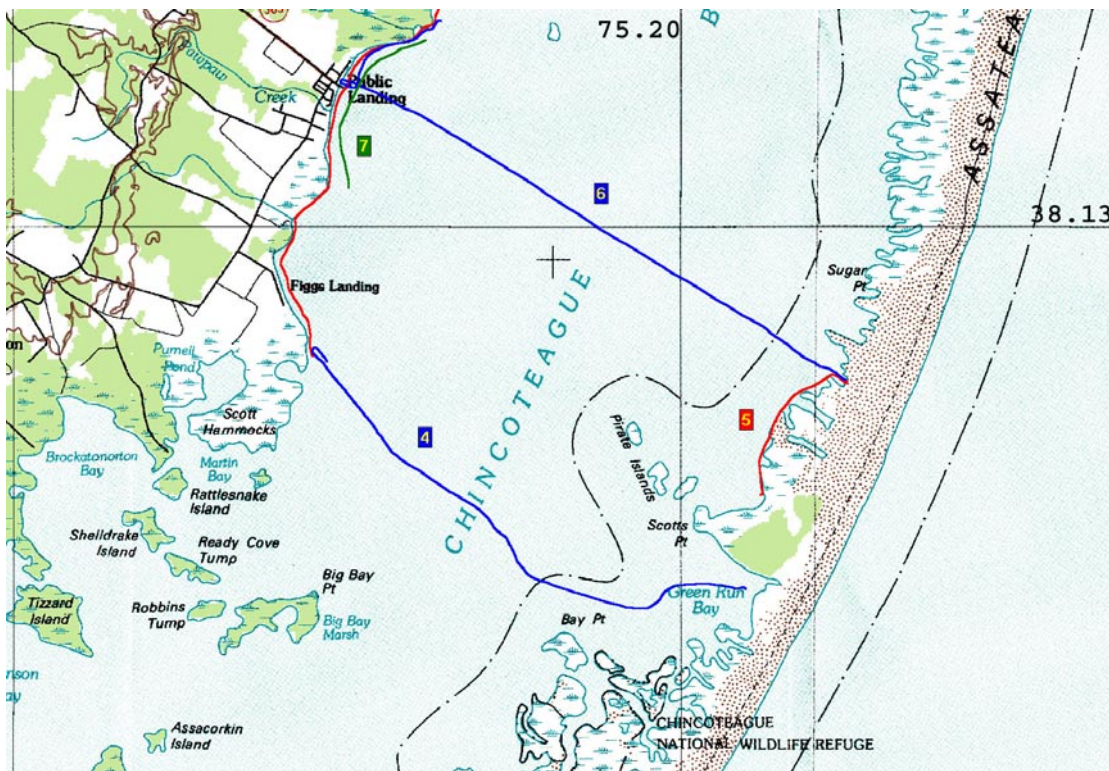 75.20
B
ASSATEA
Pawpaw
Creek
Public
Landing
7
6
38.13
Sugar
Pt
Figgs Landing
on
Purnell
Pond
Scott
Hammocks
CHINCOTEAGUE
4
5
Pirate Islands
Brockatonorton
Bay
Martin
Bay
Rattlesnake
Island
Shelldrake
Island
Ready Cove
Tump
Scotts
Pt
Big Bay
Pt
Green Run
Bay
Tizzard
Island
Robbins
Tump
Big Bay
Marsh
Bay Pt
nson
ay
Assacorkin
Island
CHINCOTEAGUE
NATIONAL WILDLIFE REFUGE